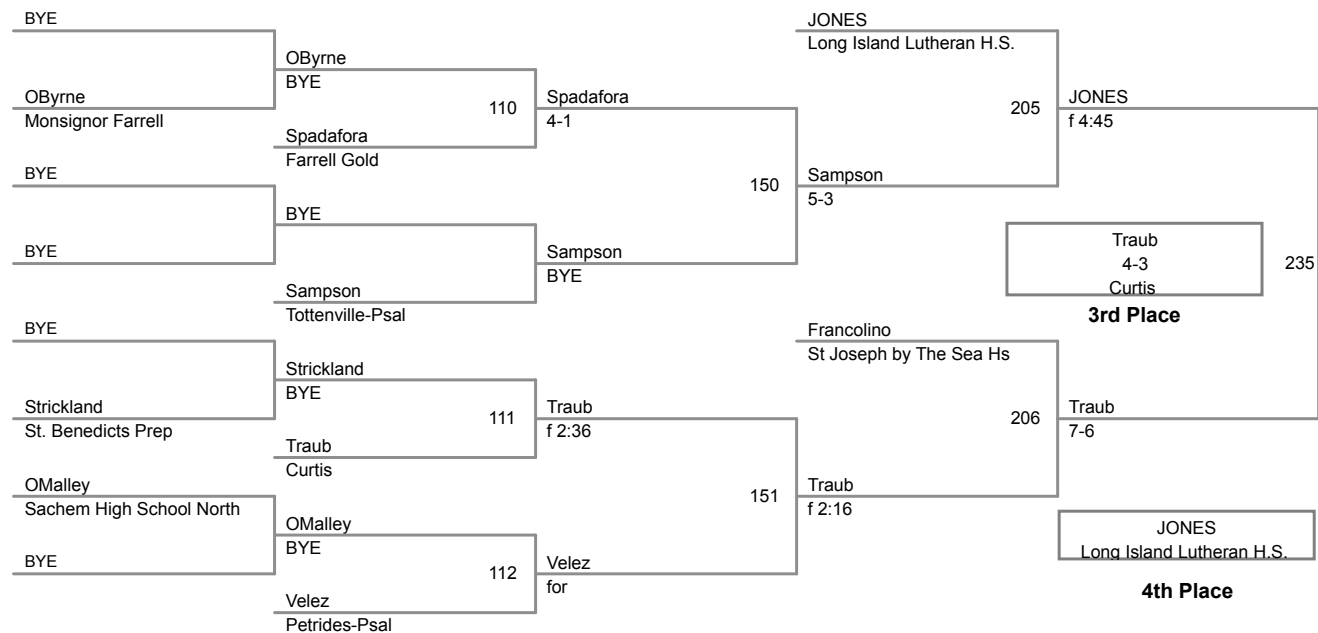 BYE
OByrne
Monsignor Farrell
BYE
BYE
BYE
Strickland
St. Benedicts Prep
OMalley
Sachem High School North
BYE
OByrne
BYE
Spadafora
Farrell Gold
BYE
Sampson
Tottenville-Psal
Strickland
BYE
Traub
Curtis
OMalley
BYE
Velez
Petrides-Psal
110
111
112
Spadafora
4-1
Sampson
BYE
Traub
f 2:36
Velez
for
150
151
JONES
Long Island Lutheran H.S.
Sampson
5-3
Francolino
St Joseph by The Sea Hs
Traub
f 2:16
205
206
JONES
f 4:45
Traub
7-6
235
Traub
4-3
Curtis
3rd Place
JONES
Long Island Lutheran H.S.
4th Place